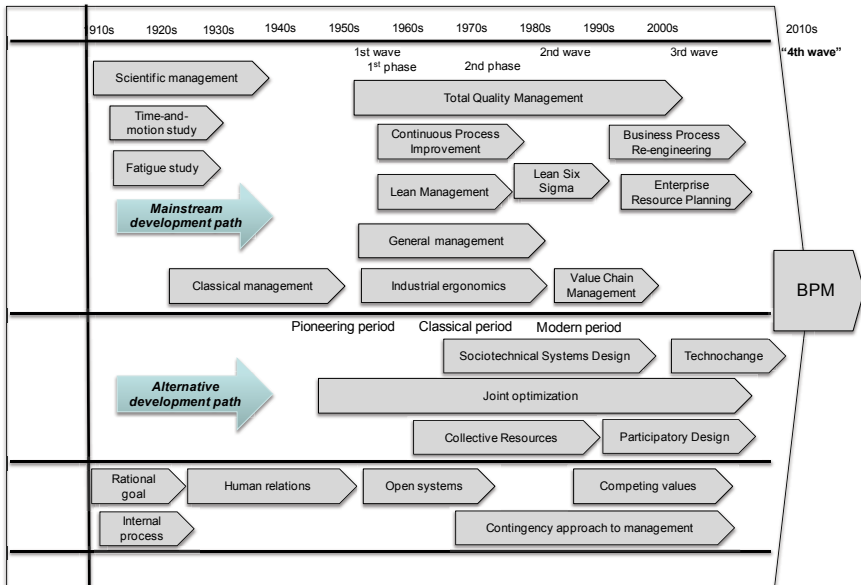 1910s 1920s 1930s 1940s 1950s 1960s 1970s 1980s 1990s 2000s 2010s
1st wave 2nd wave 3rd wave “4th wave”
1st phase 2nd phase
Scientific management
Total Quality Management
Time-and-
motion study
Continuous Process
Improvement
Business Process
Re-engineering
Fatigue study
Lean Management
Lean Six
Sigma
Enterprise
Resource Planning
Mainstream
development path
General management
Classical management
Industrial ergonomics
Value Chain
Management
BPM
Pioneering period Classical period Modern period
Sociotechnical Systems Design
Technochange
Alternative
development path
Joint optimization
Collective Resources
Participatory Design
Rational
goal
Human relations
Open systems
Competing values
Internal
process
Contingency approach to management